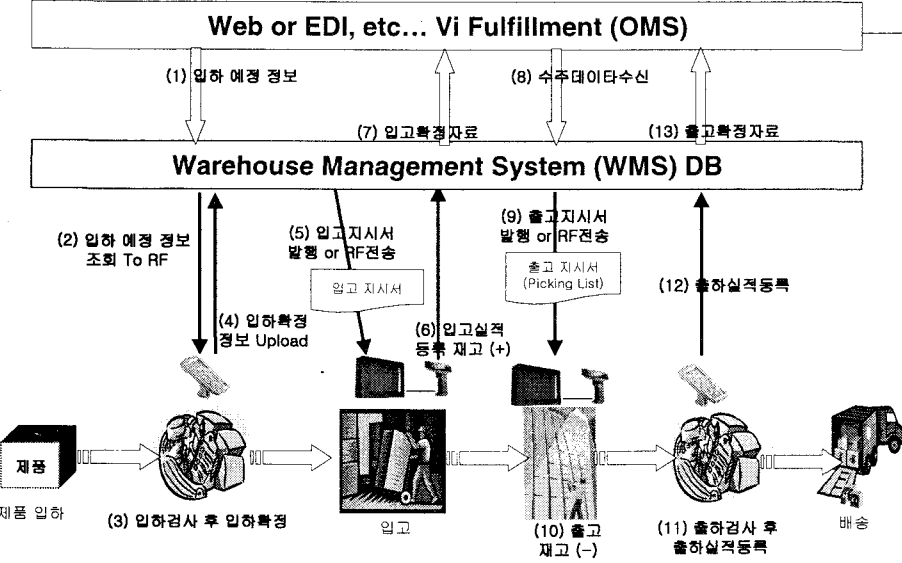 Web or EDI, etc... Vi Fulfillment (OMS)
(1) 입하 예정 정보
(8) 수주데이타수신
(7) 입고확정자료
(13) 출고확정자료
Warehouse Management System (WMS) DB
(2) 입하 예정 정보
조회 To RF
(5) 입고지시서
발행 or RF전송
(9) 출고지시서
발행 or RF전송
입고 지시서
출고 지시서
(Picking List)
(12) 출하실적등록
(4) 입하확정
정보 Upload
(6) 입고실적
등록 재고 (+)
제품
제품 입하
(3) 입하검사 후 입하확정
입고
(10) 출고
재고 (–)
(11) 출하검사 후
출하실적등록
배송